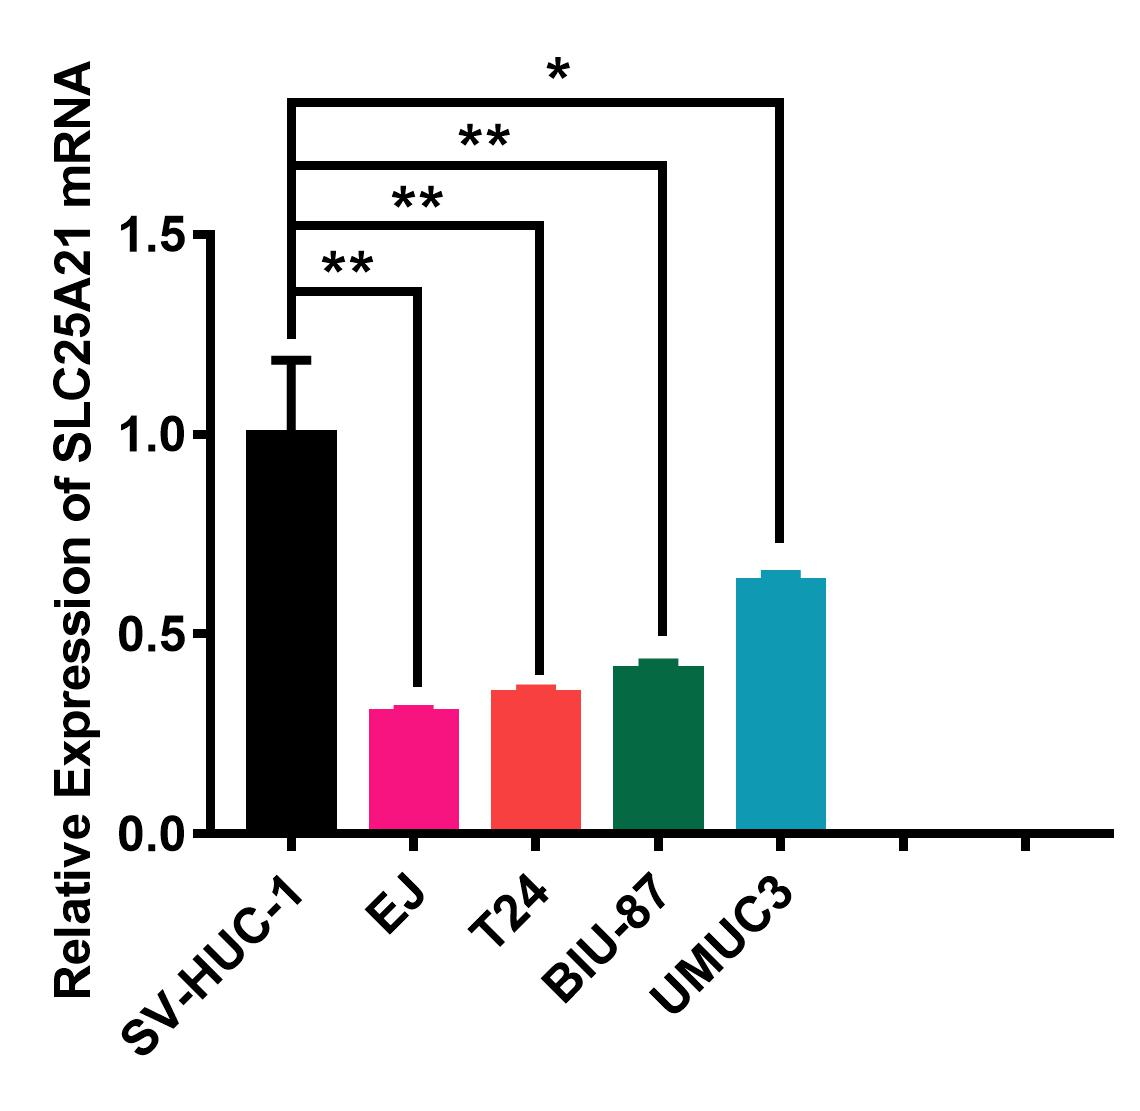 Relative Expression of SLC25A21 mRNA
*
**
**
**
1.5
1.0
0.5
0.0
SV-HUC-1
EJ
T24
BIU-87
UMUC3